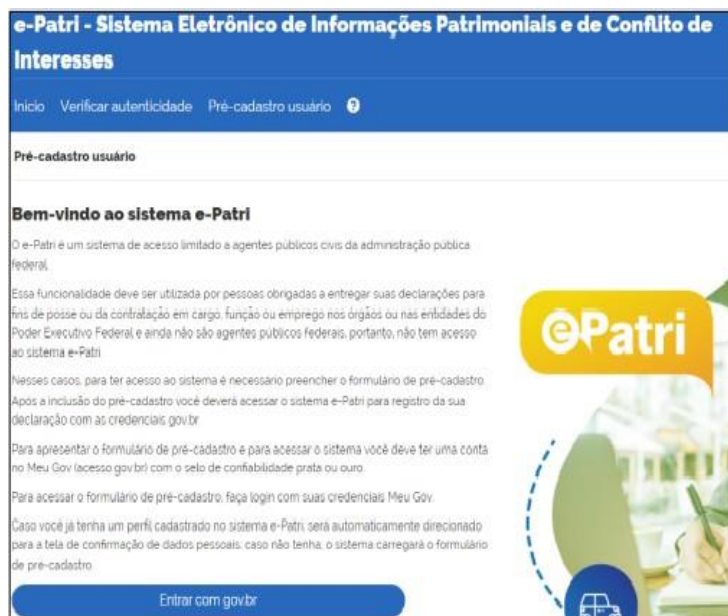 e-Patri - Sistema Eletrônico de Informações Patrimoniais e de Conflito de
Interesses
Início Verificar autenticidade Pré-cadastro usuário ?
Pré-cadastro usuário
Bem-vindo ao sistema e-Patri
O e-Patri é um sistema de acesso limitado a agentes públicos civis da administração pública
federal.
Essa funcionalidade deve ser utilizada por pessoas obrigadas a entregar suas declarações para
fins de posse ou da contratação em cargo, função ou emprego nos órgãos ou nas entidades do
Poder Executivo Federal e ainda não são agentes públicos federais, portanto, não tem acesso
ao sistema e-Patri
Nesses casos, para ter acesso ao sistema é necessário preencher o formulário de pré-cadastro.
Após a inclusão do pré-cadastro você deverá acessar o sistema e-Patri para registro da sua
declaração com as credenciais gov.br
Para apresentar o formulário de pré-cadastro e para acessar o sistema você deve ter uma conta
no Meu Gov (acesso.gov.br) com o selo de confiabilidade prata ou ouro.
Para acessar o formulário de pré-cadastro, faça login com suas credenciais Meu Gov.
Caso você já tenha um perfil cadastrado no sistema e-Patri, será automaticamente direcionado
para a tela de confirmação de dados pessoais; caso não tenha, o sistema carregará o formulário
de pré-cadastro.
Entrar com gov.br
ePatri